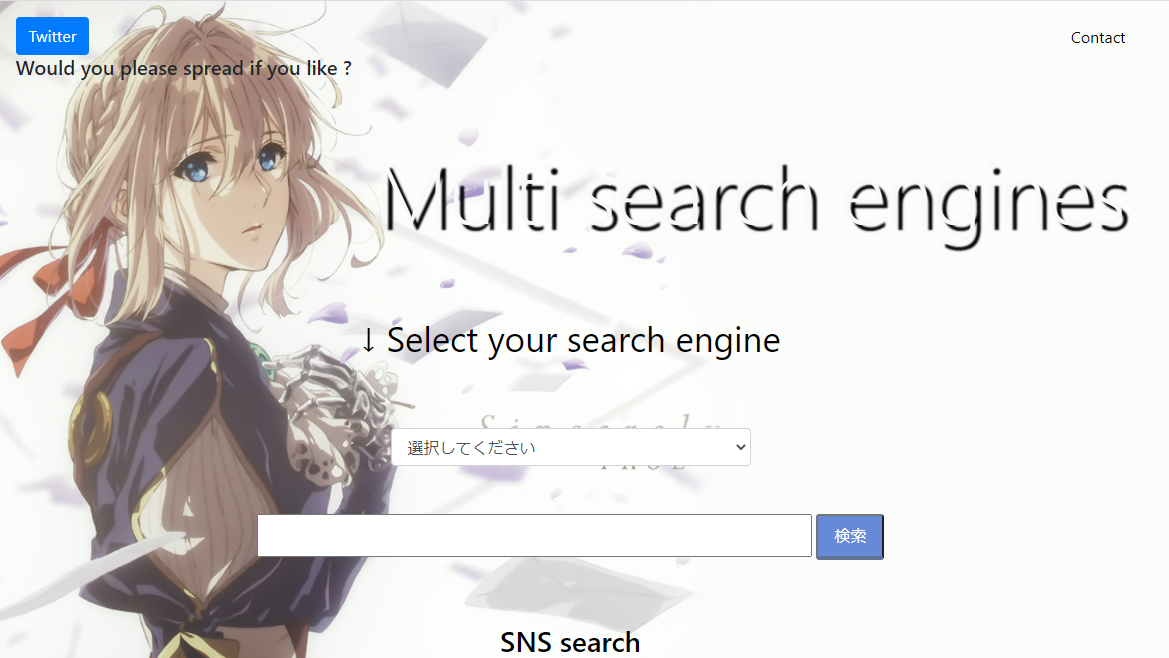 Twitter
Contact
Would you please spread if you like ?
Multi search engines
↓ Select your search engine
選択してください
検索
SNS search